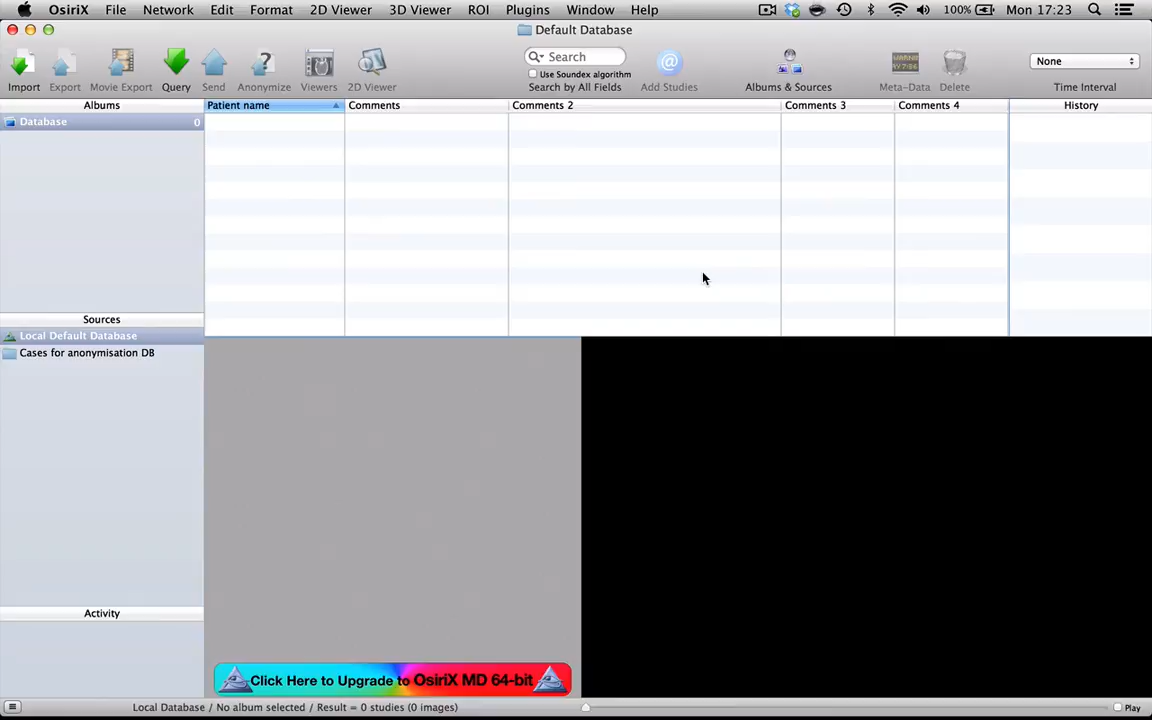 OsiriX File Network Edit Format 2D Viewer 3D Viewer ROI Plugins Window Help 100% Mon 17:23
Default Database
Search
None
Use Soundex algorithm
Import Export Movie Export Query Send Anonymize Viewers 2D Viewer Search by All Fields Add Studies Albums & Sources Meta-Data Delete Time Interval
Albums Patient name Comments Comments 2 Comments 3 Comments 4 History
Database 0
Sources
Local Default Database
Cases for anonymisation DB
Activity
Click Here to Upgrade to OsiriX MD 64-bit
Local Database / No album selected / Result = 0 studies (0 images) Play